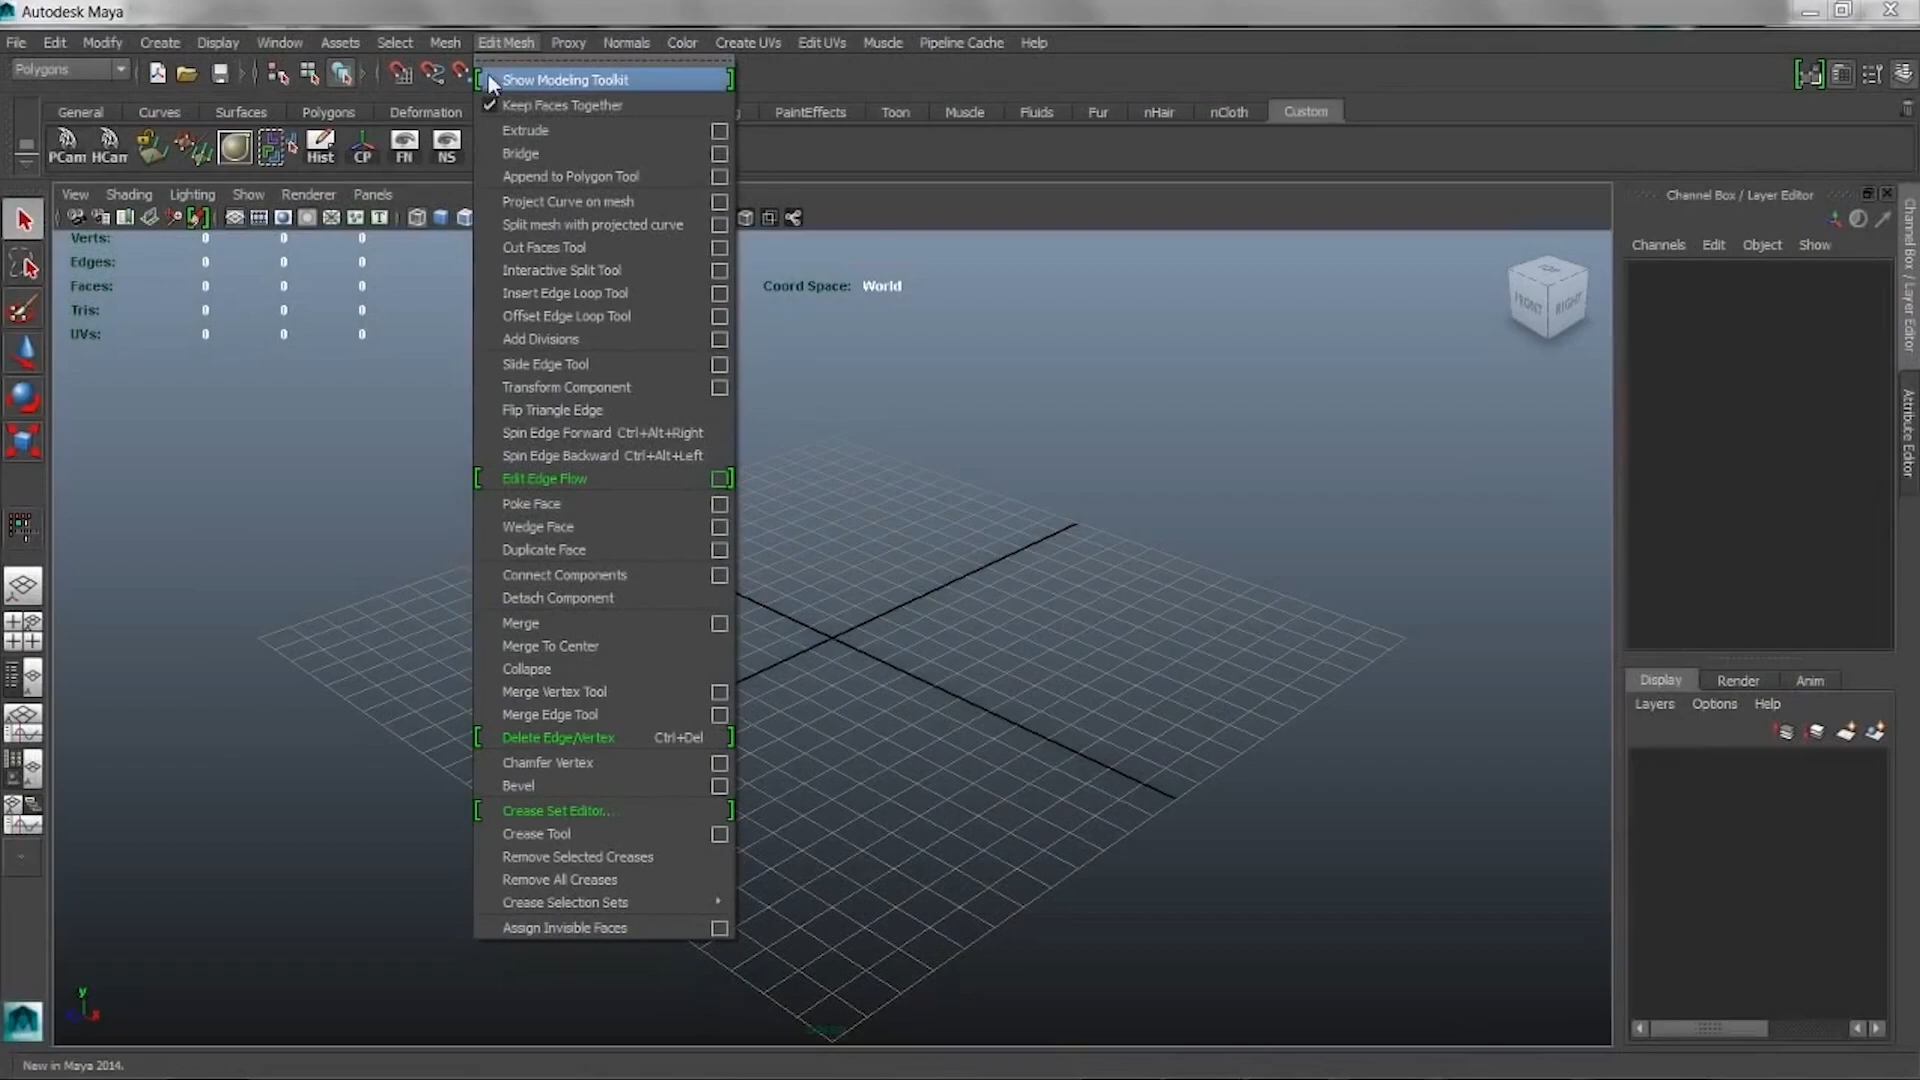 Autodesk Maya
File Edit Modify Create Display Window Assets Select Mesh Edit Mesh Proxy Normals Color Create UVs Edit UVs Muscle Pipeline Cache Help
Polygons
General Curves Surfaces Polygons Deformation PaintEffects Toon Muscle Fluids Fur nHair nCloth Custom
PCam HCam Hist CP FN NS
View Shading Lighting Show Renderer Panels
Verts: 0 0 0
Edges: 0 0 0
Faces: 0 0 0
Tris: 0 0 0
UVs: 0 0 0
Show Modeling Toolkit
Keep Faces Together
Extrude
Bridge
Append to Polygon Tool
Project Curve on mesh
Split mesh with projected curve
Cut Faces Tool
Interactive Split Tool
Insert Edge Loop Tool
Offset Edge Loop Tool
Add Divisions
Slide Edge Tool
Transform Component
Flip Triangle Edge
Spin Edge Forward Ctrl+Alt+Right
Spin Edge Backward Ctrl+Alt+Left
Edit Edge Flow
Poke Face
Wedge Face
Duplicate Face
Connect Components
Detach Component
Merge
Merge To Center
Collapse
Merge Vertex Tool
Merge Edge Tool
Delete Edge/Vertex Ctrl+Del
Chamfer Vertex
Bevel
Crease Set Editor...
Crease Tool
Remove Selected Creases
Remove All Creases
Crease Selection Sets
Assign Invisible Faces
Coord Space: World
TOP
FRONT RIGHT
Channel Box / Layer Editor
Channels Edit Object Show
Channel Box / Layer Editor
Attribute Editor
Display Render Anim
Layers Options Help
y
x
New in Maya 2014.